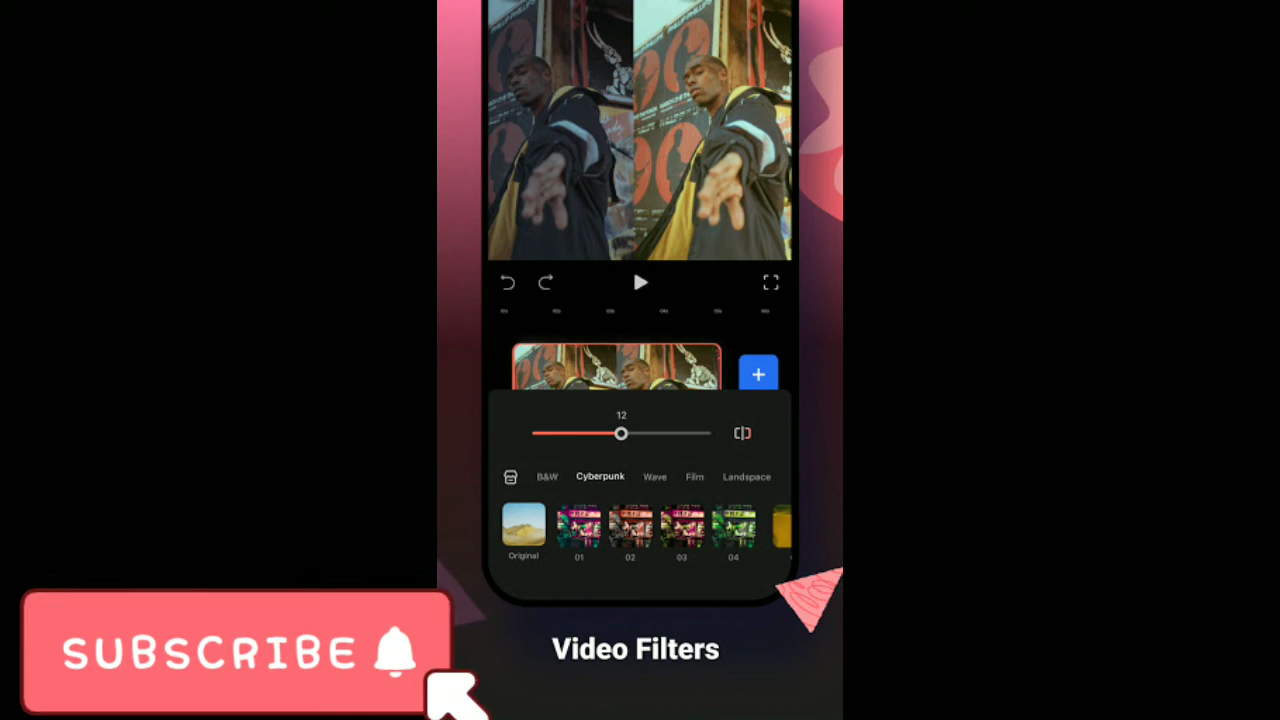 12
B&W Cyberpunk Wave Film Landspace
Original 01 02 03 04
SUBSCRIBE
Video Filters